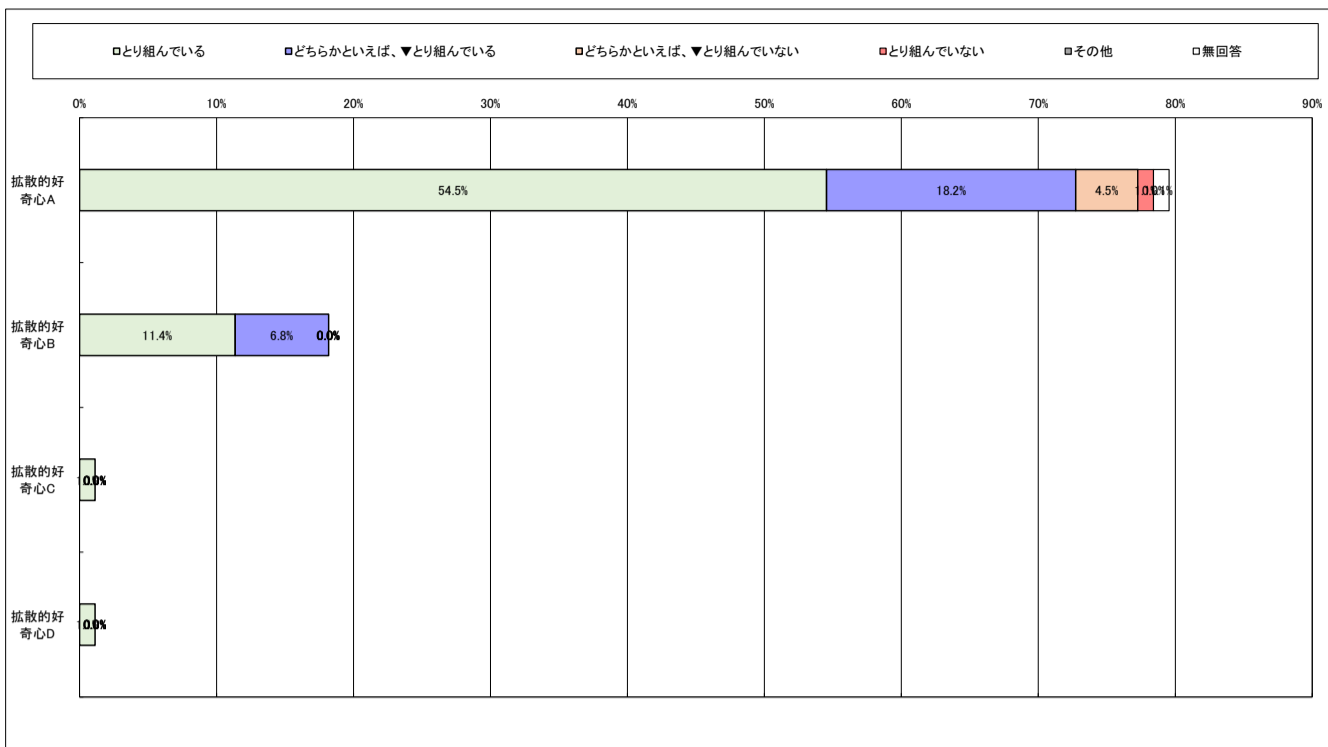 とり組んでいる
どちらかといえば、▼とり組んでいる
どちらかといえば、▼とり組んでいない
とり組んでいない
その他
無回答
0%
10%
20%
30%
40%
50%
60%
70%
80%
90%
拡散的好
奇心A
54.5%
18.2%
4.5%
拡散的好
奇心B
11.4%
6.8%
0.0%
拡散的好
奇心C
0.0%
拡散的好
奇心D
0.0%